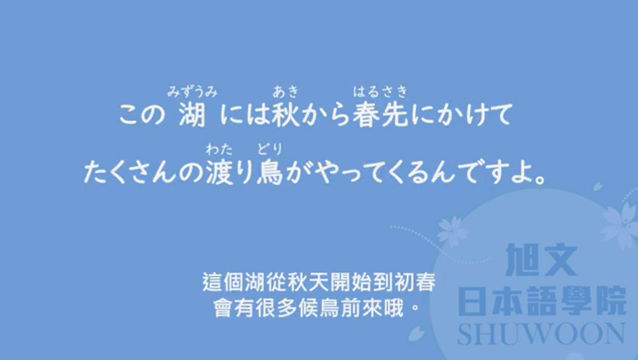 みずうみ あき はるさき
この 湖 には秋から春先にかけて
わた どり
たくさんの渡り鳥がやってくるんですよ。
這個湖從秋天開始到初春
會有很多候鳥前來哦。
旭文
日本語學院
SHUWOON